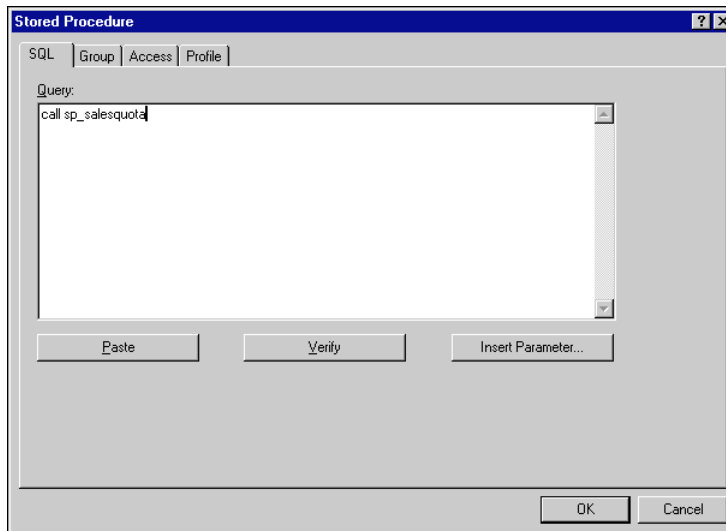 Stored Procedure
SQL Group Access Profile
Query:
call sp_salesquota
Paste Verify Insert Parameter...
OK Cancel